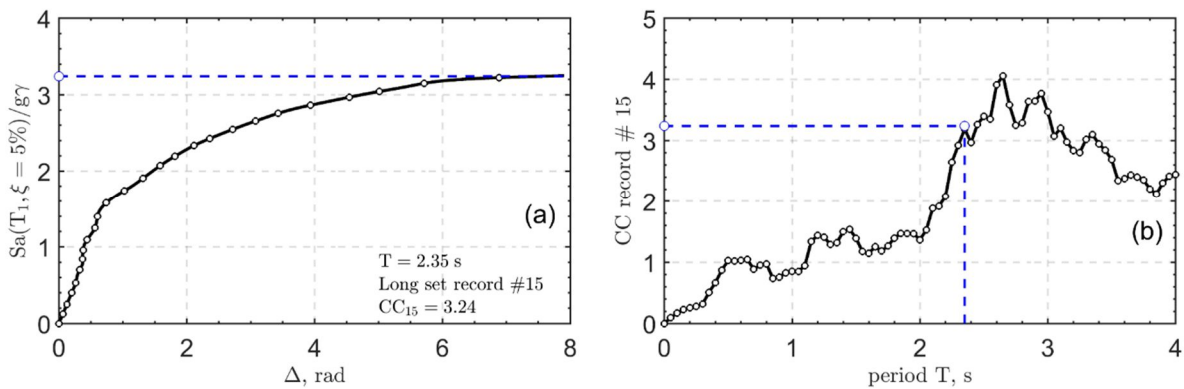 4
3
2
1
0
Sa(T₁, ξ = 5%)/gγ
(a)
T = 2.35 s
Long set record #15
CC₁₅ = 3.24
0 2 4 6 8
Δ, rad
5
4
3
2
1
0
CC record # 15
(b)
0 1 2 3 4
period T, s